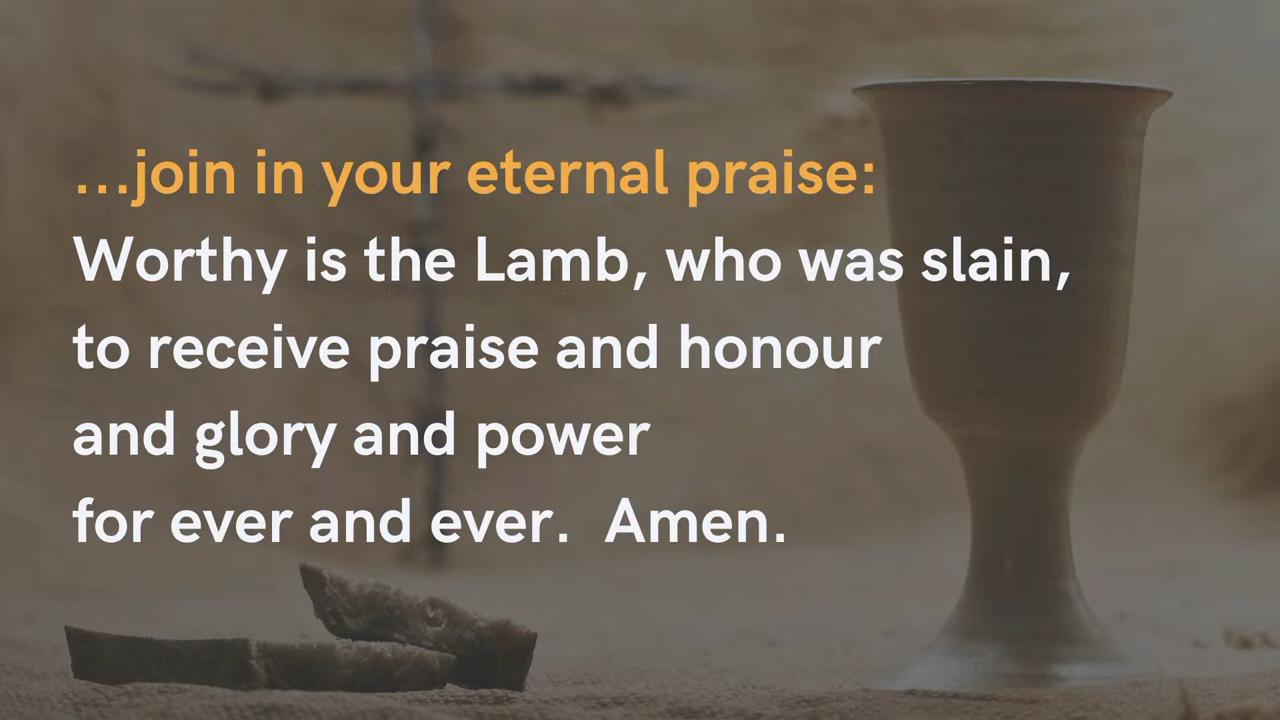 ...join in your eternal praise:
Worthy is the Lamb, who was slain,
to receive praise and honour
and glory and power
for ever and ever.  Amen.